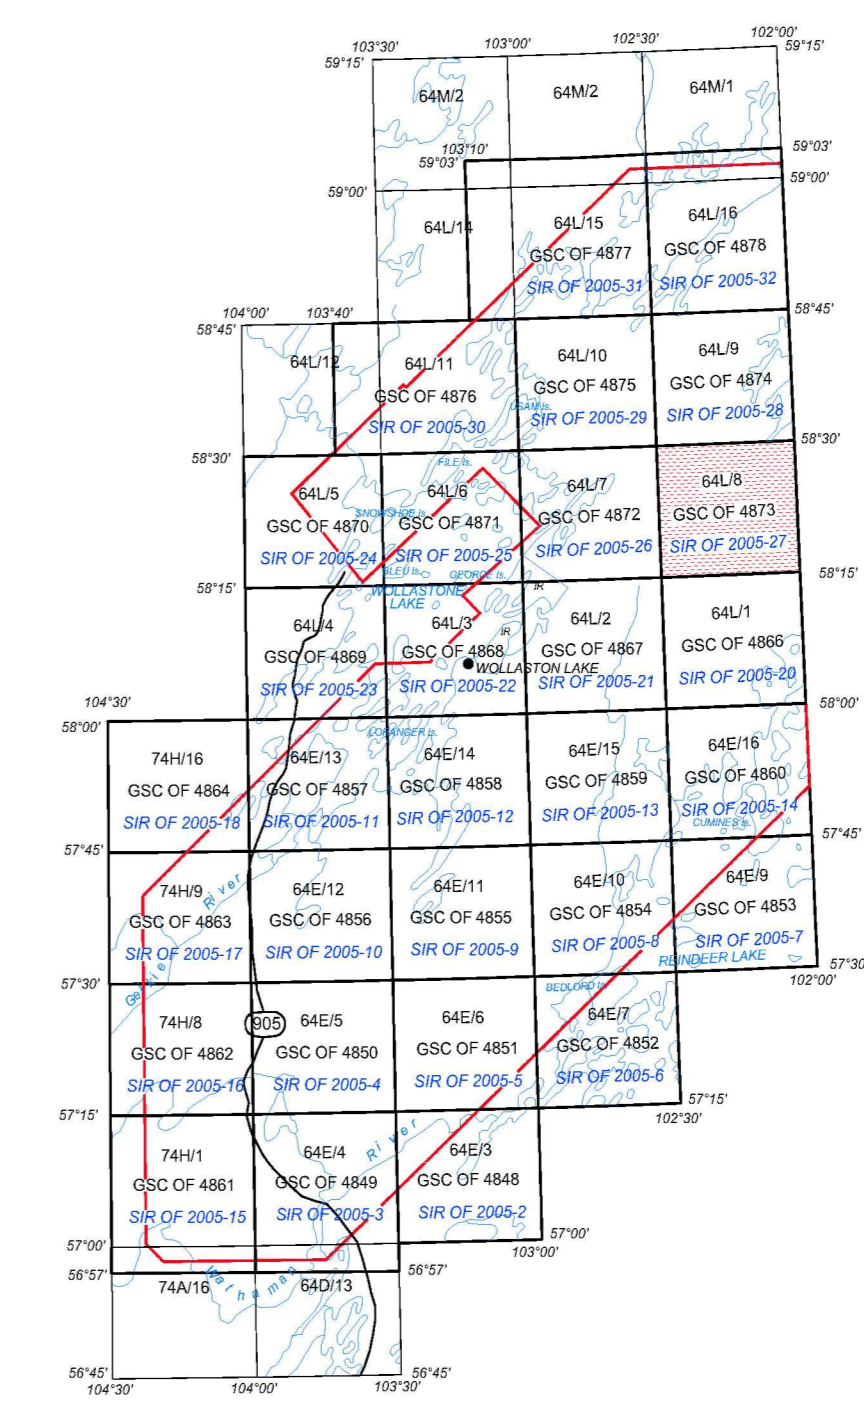 102°00'
102°30'
103°00'
103°30'
59°15'
59°15'
64M/2
64M/2
64M/1
103°10'
59°03'
59°03'
59°00'
59°00'
64L/14
64L/15
GSC OF 4877
SIR OF 2005-31
64L/16
GSC OF 4878
SIR OF 2005-32
104°00'
103°40'
58°45'
58°45'
64L/12
64L/11
GSC OF 4876
SIR OF 2005-30
64L/10
GSC OF 4875
USAM Is.
SIR OF 2005-29
64L/9
GSC OF 4874
SIR OF 2005-28
58°30'
58°30'
FILE Is.
64L/5
GSC OF 4870
SIR OF 2005-24
SNOWSHOE Is.
64L/6
GSC OF 4871
SIR OF 2005-25
64L/7
GSC OF 4872
SIR OF 2005-26
64L/8
GSC OF 4873
SIR OF 2005-27
58°15'
58°15'
BLEU Is.
GEORGE Is.
IR
WOLLASTONE
LAKE
64L/4
GSC OF 4869
SIR OF 2005-23
64L/3
IR
GSC OF 4868
WOLLASTON LAKE
SIR OF 2005-22
64L/2
GSC OF 4867
SIR OF 2005-21
64L/1
GSC OF 4866
SIR OF 2005-20
104°30'
58°00'
58°00'
LORANGER Is.
74H/16
GSC OF 4864
SIR OF 2005-18
64E/13
GSC OF 4857
SIR OF 2005-11
64E/14
GSC OF 4858
SIR OF 2005-12
64E/15
GSC OF 4859
SIR OF 2005-13
64E/16
GSC OF 4860
SIR OF 2005-14
CUMINES Is.
57°45'
57°45'
74H/9
River
GSC OF 4863
SIR OF 2005-17
Geikie
64E/12
GSC OF 4856
SIR OF 2005-10
64E/11
GSC OF 4855
SIR OF 2005-9
64E/10
GSC OF 4854
SIR OF 2005-8
64E/9
GSC OF 4853
SIR OF 2005-7
REINDEER LAKE
57°30'
57°30'
102°00'
BEDLORD Is.
74H/8
GSC OF 4862
SIR OF 2005-16
905
64E/5
GSC OF 4850
SIR OF 2005-4
64E/6
GSC OF 4851
SIR OF 2005-5
64E/7
GSC OF 4852
SIR OF 2005-6
57°15'
57°15'
102°30'
River
74H/1
GSC OF 4861
SIR OF 2005-15
64E/4
GSC OF 4849
SIR OF 2005-3
64E/3
GSC OF 4848
SIR OF 2005-2
57°00'
57°00'
103°00'
56°57'
56°57'
Wathaman
74A/16
64D/13
56°45'
56°45'
104°30'
104°00'
103°30'